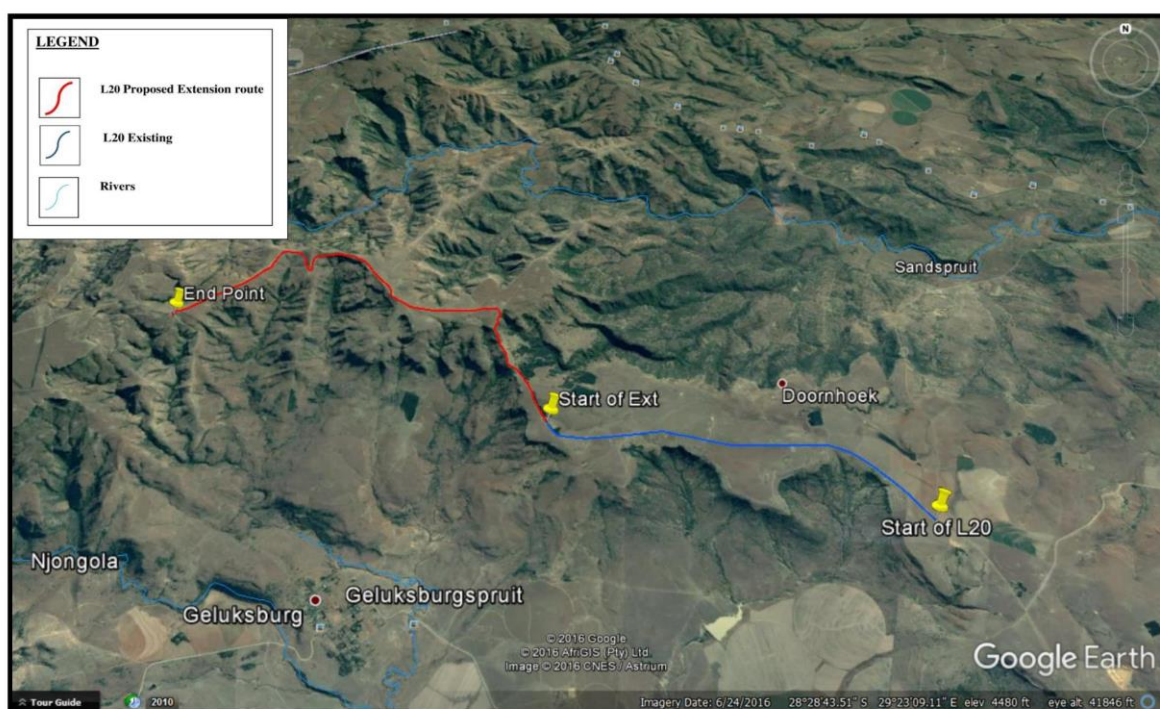 LEGEND
L20 Proposed Extension route
L20 Existing
Rivers
N
Sandspruit
End Point
Start of Ext
Doornhoek
Start of L20
Njongola
Geluksburg
Geluksburgspruit
© 2016 Google
© 2016 AfriGIS (Pty) Ltd.
Image © 2016 CNES / Astrium
Google Earth
Tour Guide
2010
Imagery Date: 6/24/2016 28°28'43.51" S 29°23'09.11" E elev 4480 ft eye alt 41846 ft